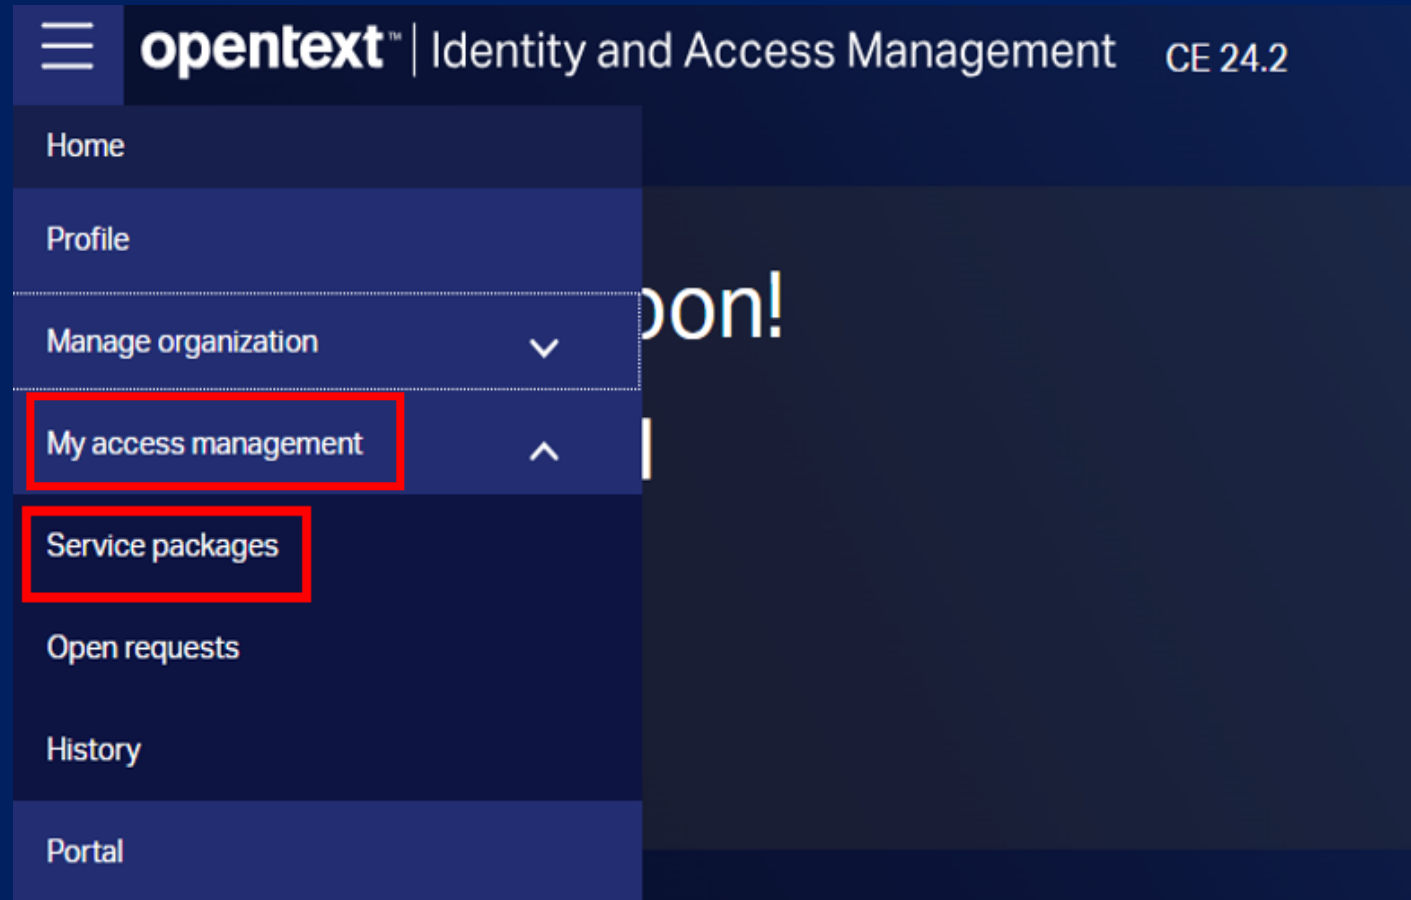 opentext™ | Identity and Access Management CE 24.2
Home
Profile
Manage organization
My access management
Service packages
Open requests
History
Portal